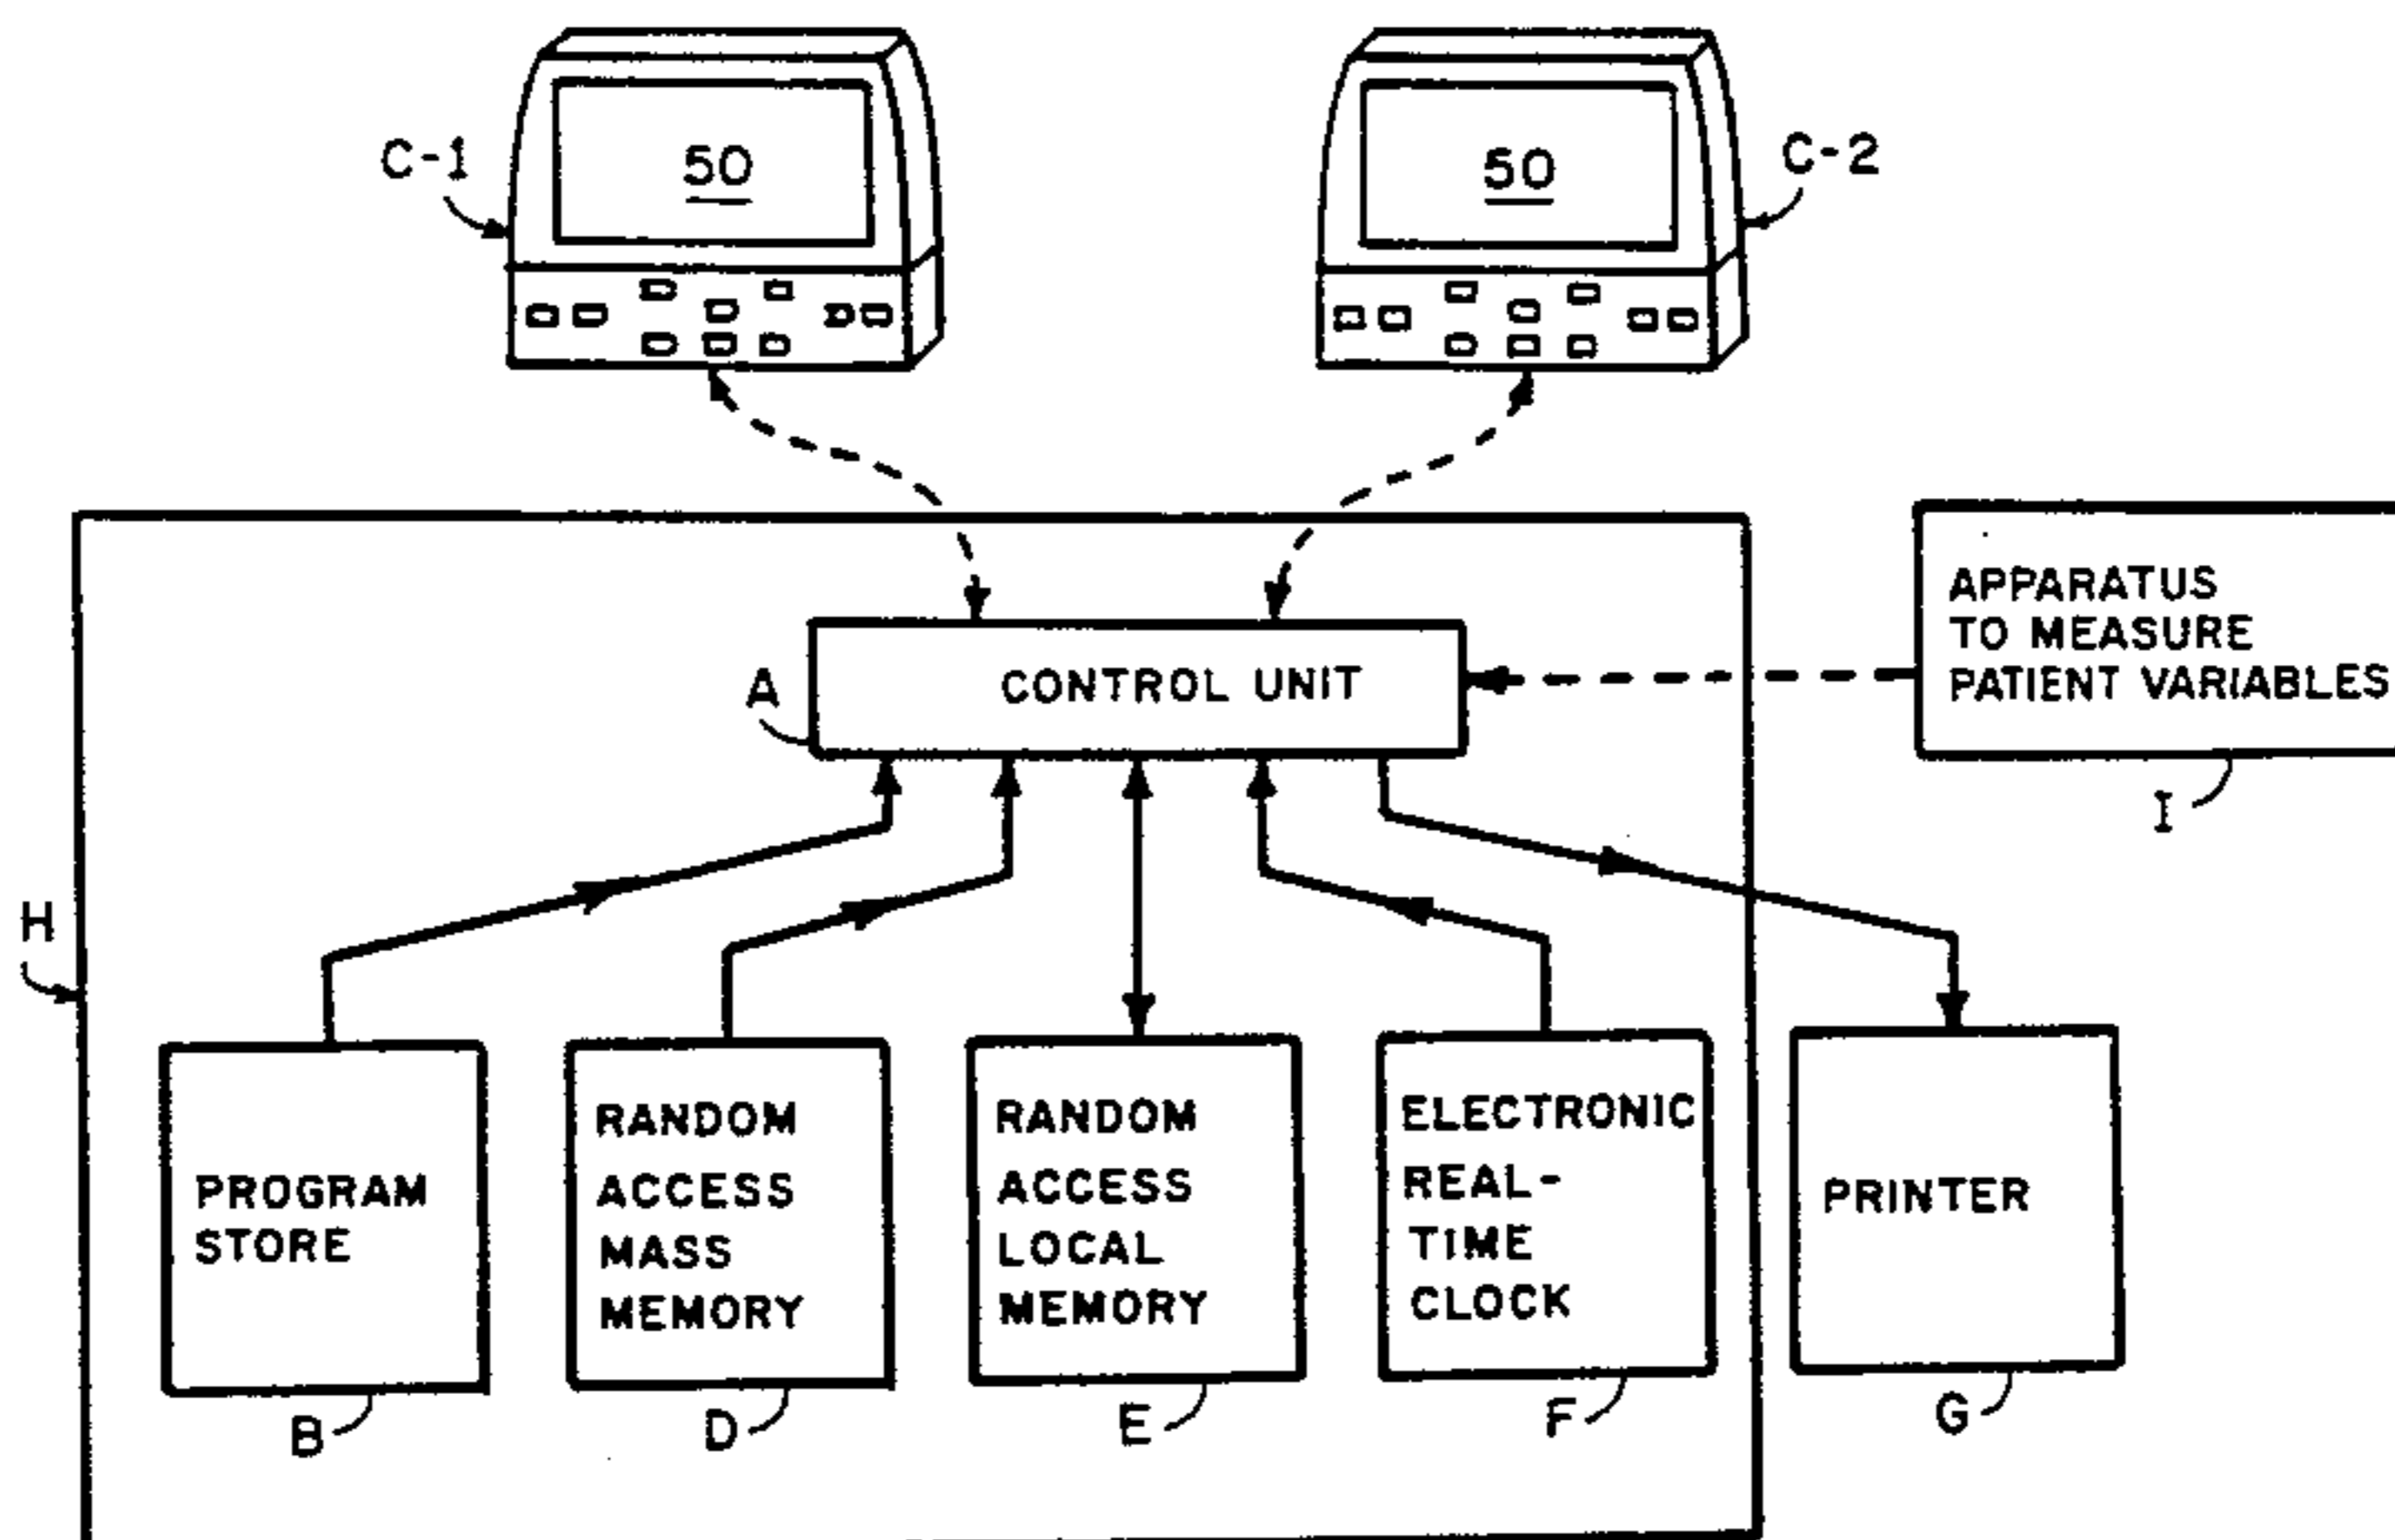 C-1
50
50
C-2
APPARATUS
TO MEASURE
PATIENT VARIABLES
I
A
CONTROL UNIT
H
PROGRAM
STORE
B
RANDOM
ACCESS
MASS
MEMORY
D
RANDOM
ACCESS
LOCAL
MEMORY
E
ELECTRONIC
REAL-
TIME
CLOCK
F
PRINTER
G